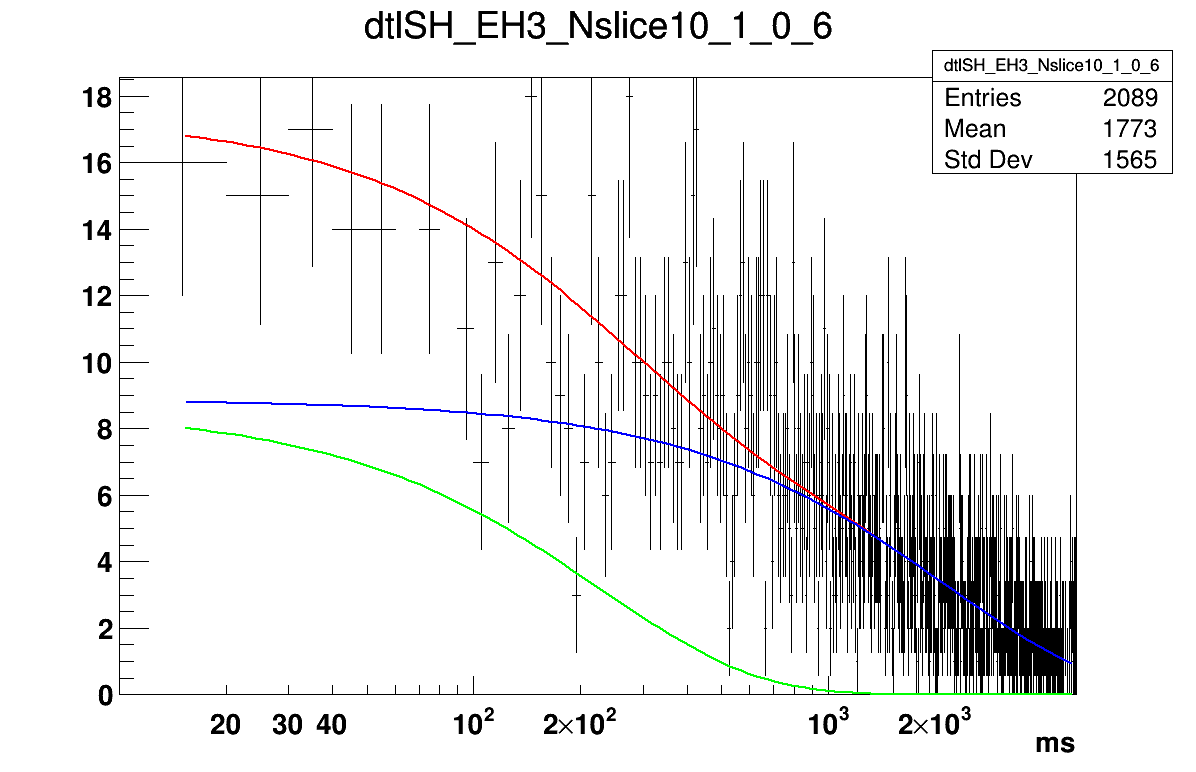 dtlSH_EH3_Nslice10_1_0_6
dtlSH_EH3_Nslice10_1_0_6
Entries 2089
Mean 1773
Std Dev 1565
18
16
14
12
10
8
6
4
2
0
20 30 40 10² 2×10² 10³ 2×10³
ms